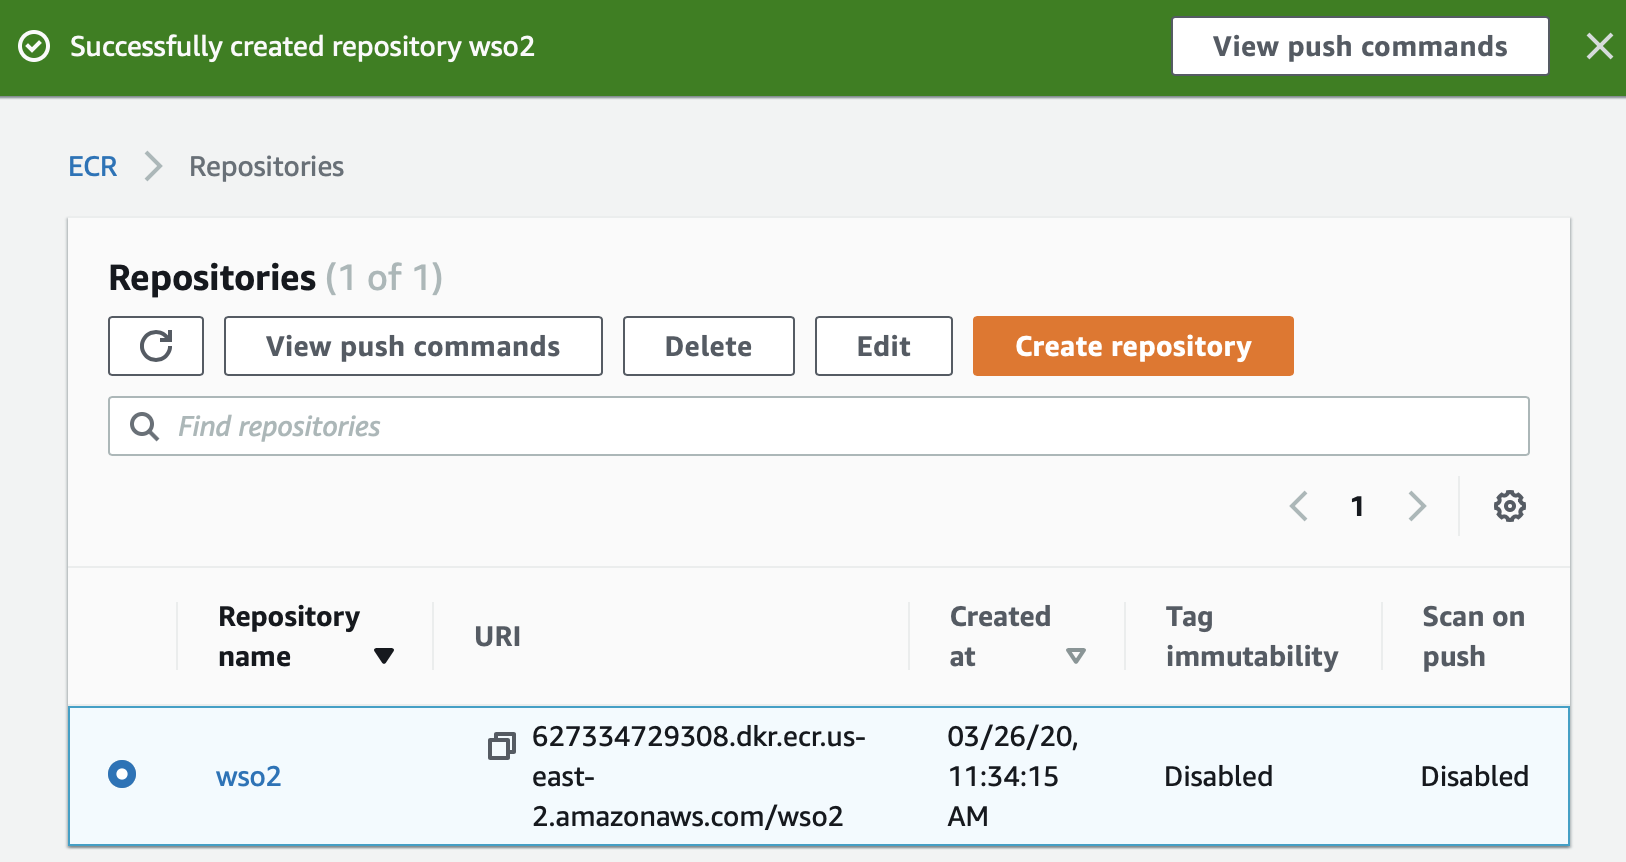 Successfully created repository wso2
View push commands
ECR
Repositories
Repositories (1 of 1)
View push commands
Delete
Edit
Create repository
Find repositories
1
Repository
name
URI
Created
at
Tag
immutability
Scan on
push
wso2
627334729308.dkr.ecr.us-
east-
2.amazonaws.com/wso2
03/26/20,
11:34:15
AM
Disabled
Disabled